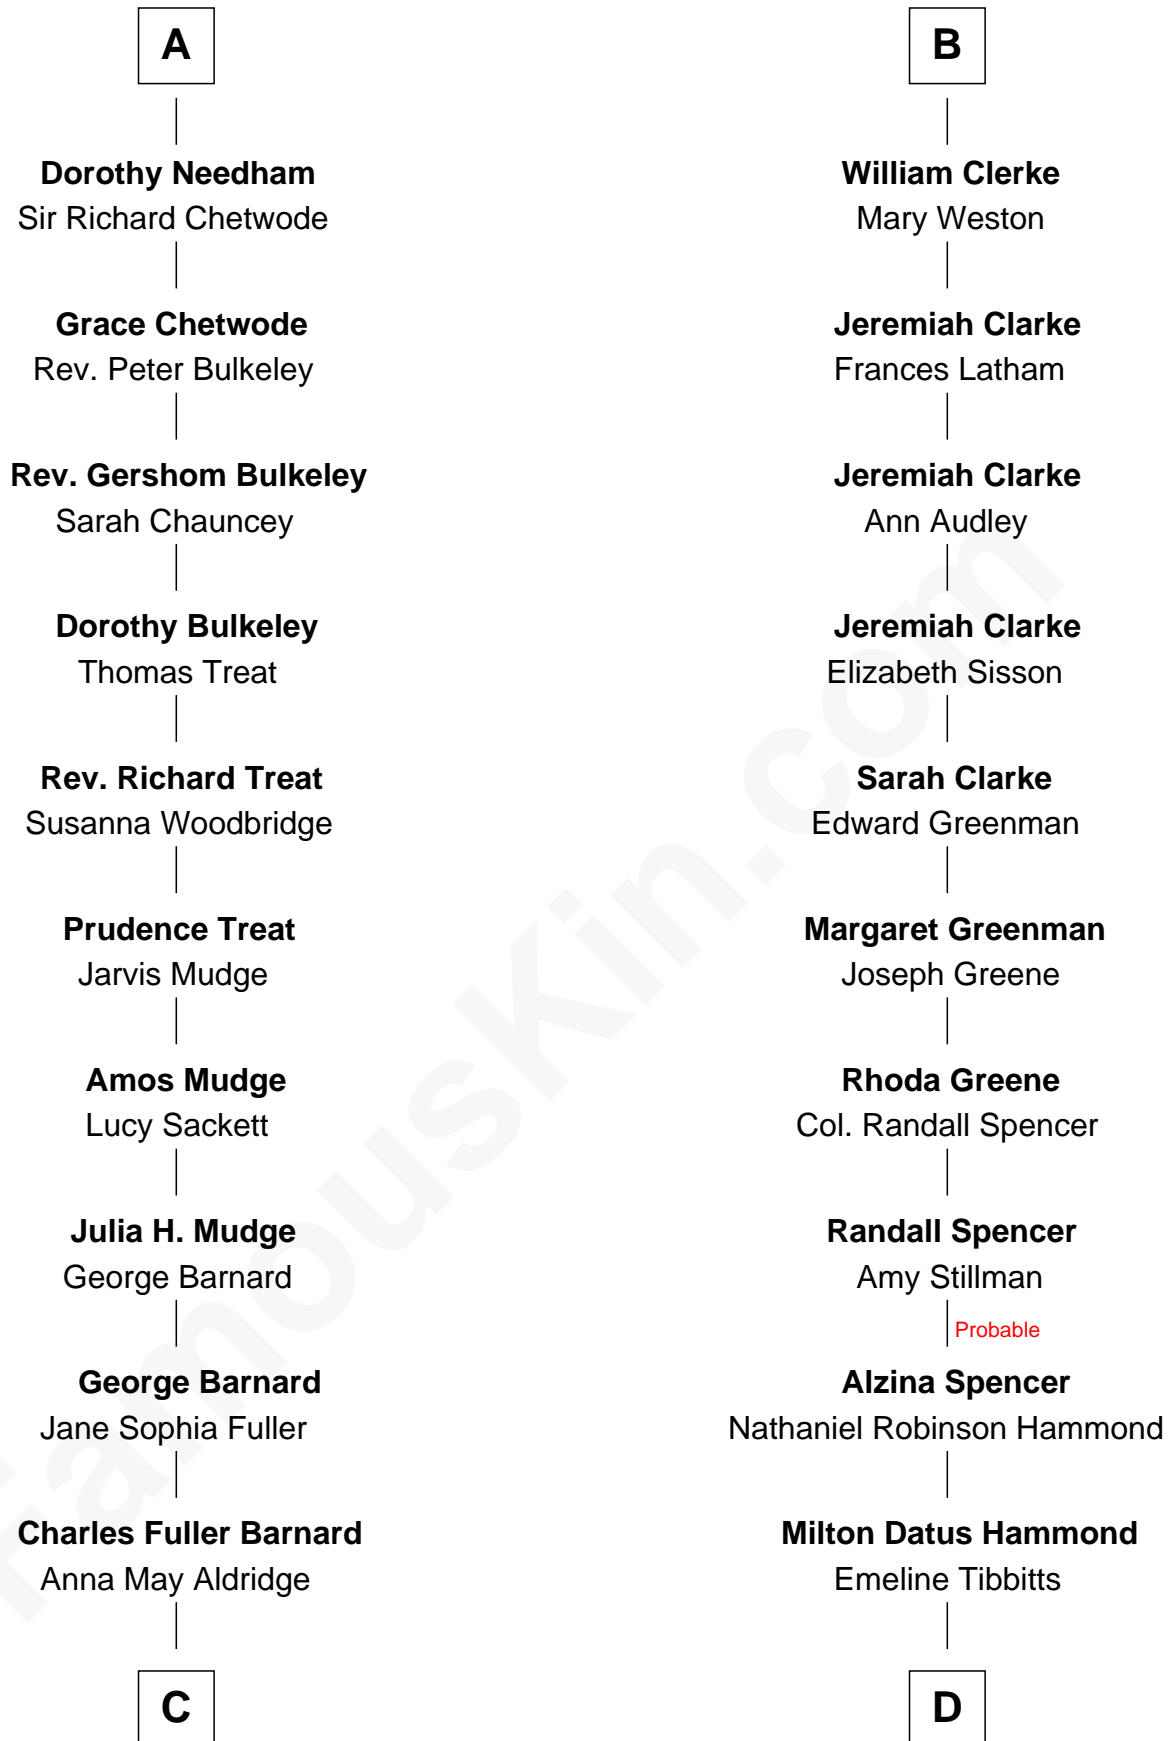 A
Dorothy Needham
Sir Richard Chetwode
Grace Chetwode
Rev. Peter Bulkeley
Rev. Gershom Bulkeley
Sarah Chauncey
Dorothy Bulkeley
Thomas Treat
Rev. Richard Treat
Susanna Woodbridge
Prudence Treat
Jarvis Mudge
Amos Mudge
Lucy Sackett
Julia H. Mudge
George Barnard
George Barnard
Jane Sophia Fuller
Charles Fuller Barnard
Anna May Aldridge
C
B
William Clerke
Mary Weston
Jeremiah Clarke
Frances Latham
Jeremiah Clarke
Ann Audley
Jeremiah Clarke
Elizabeth Sisson
Sarah Clarke
Edward Greenman
Margaret Greenman
Joseph Greene
Rhoda Greene
Col. Randall Spencer
Randall Spencer
Amy Stillman
Probable
Alzina Spencer
Nathaniel Robinson Hammond
Milton Datus Hammond
Emeline Tibbitts
D
FamousKin.com